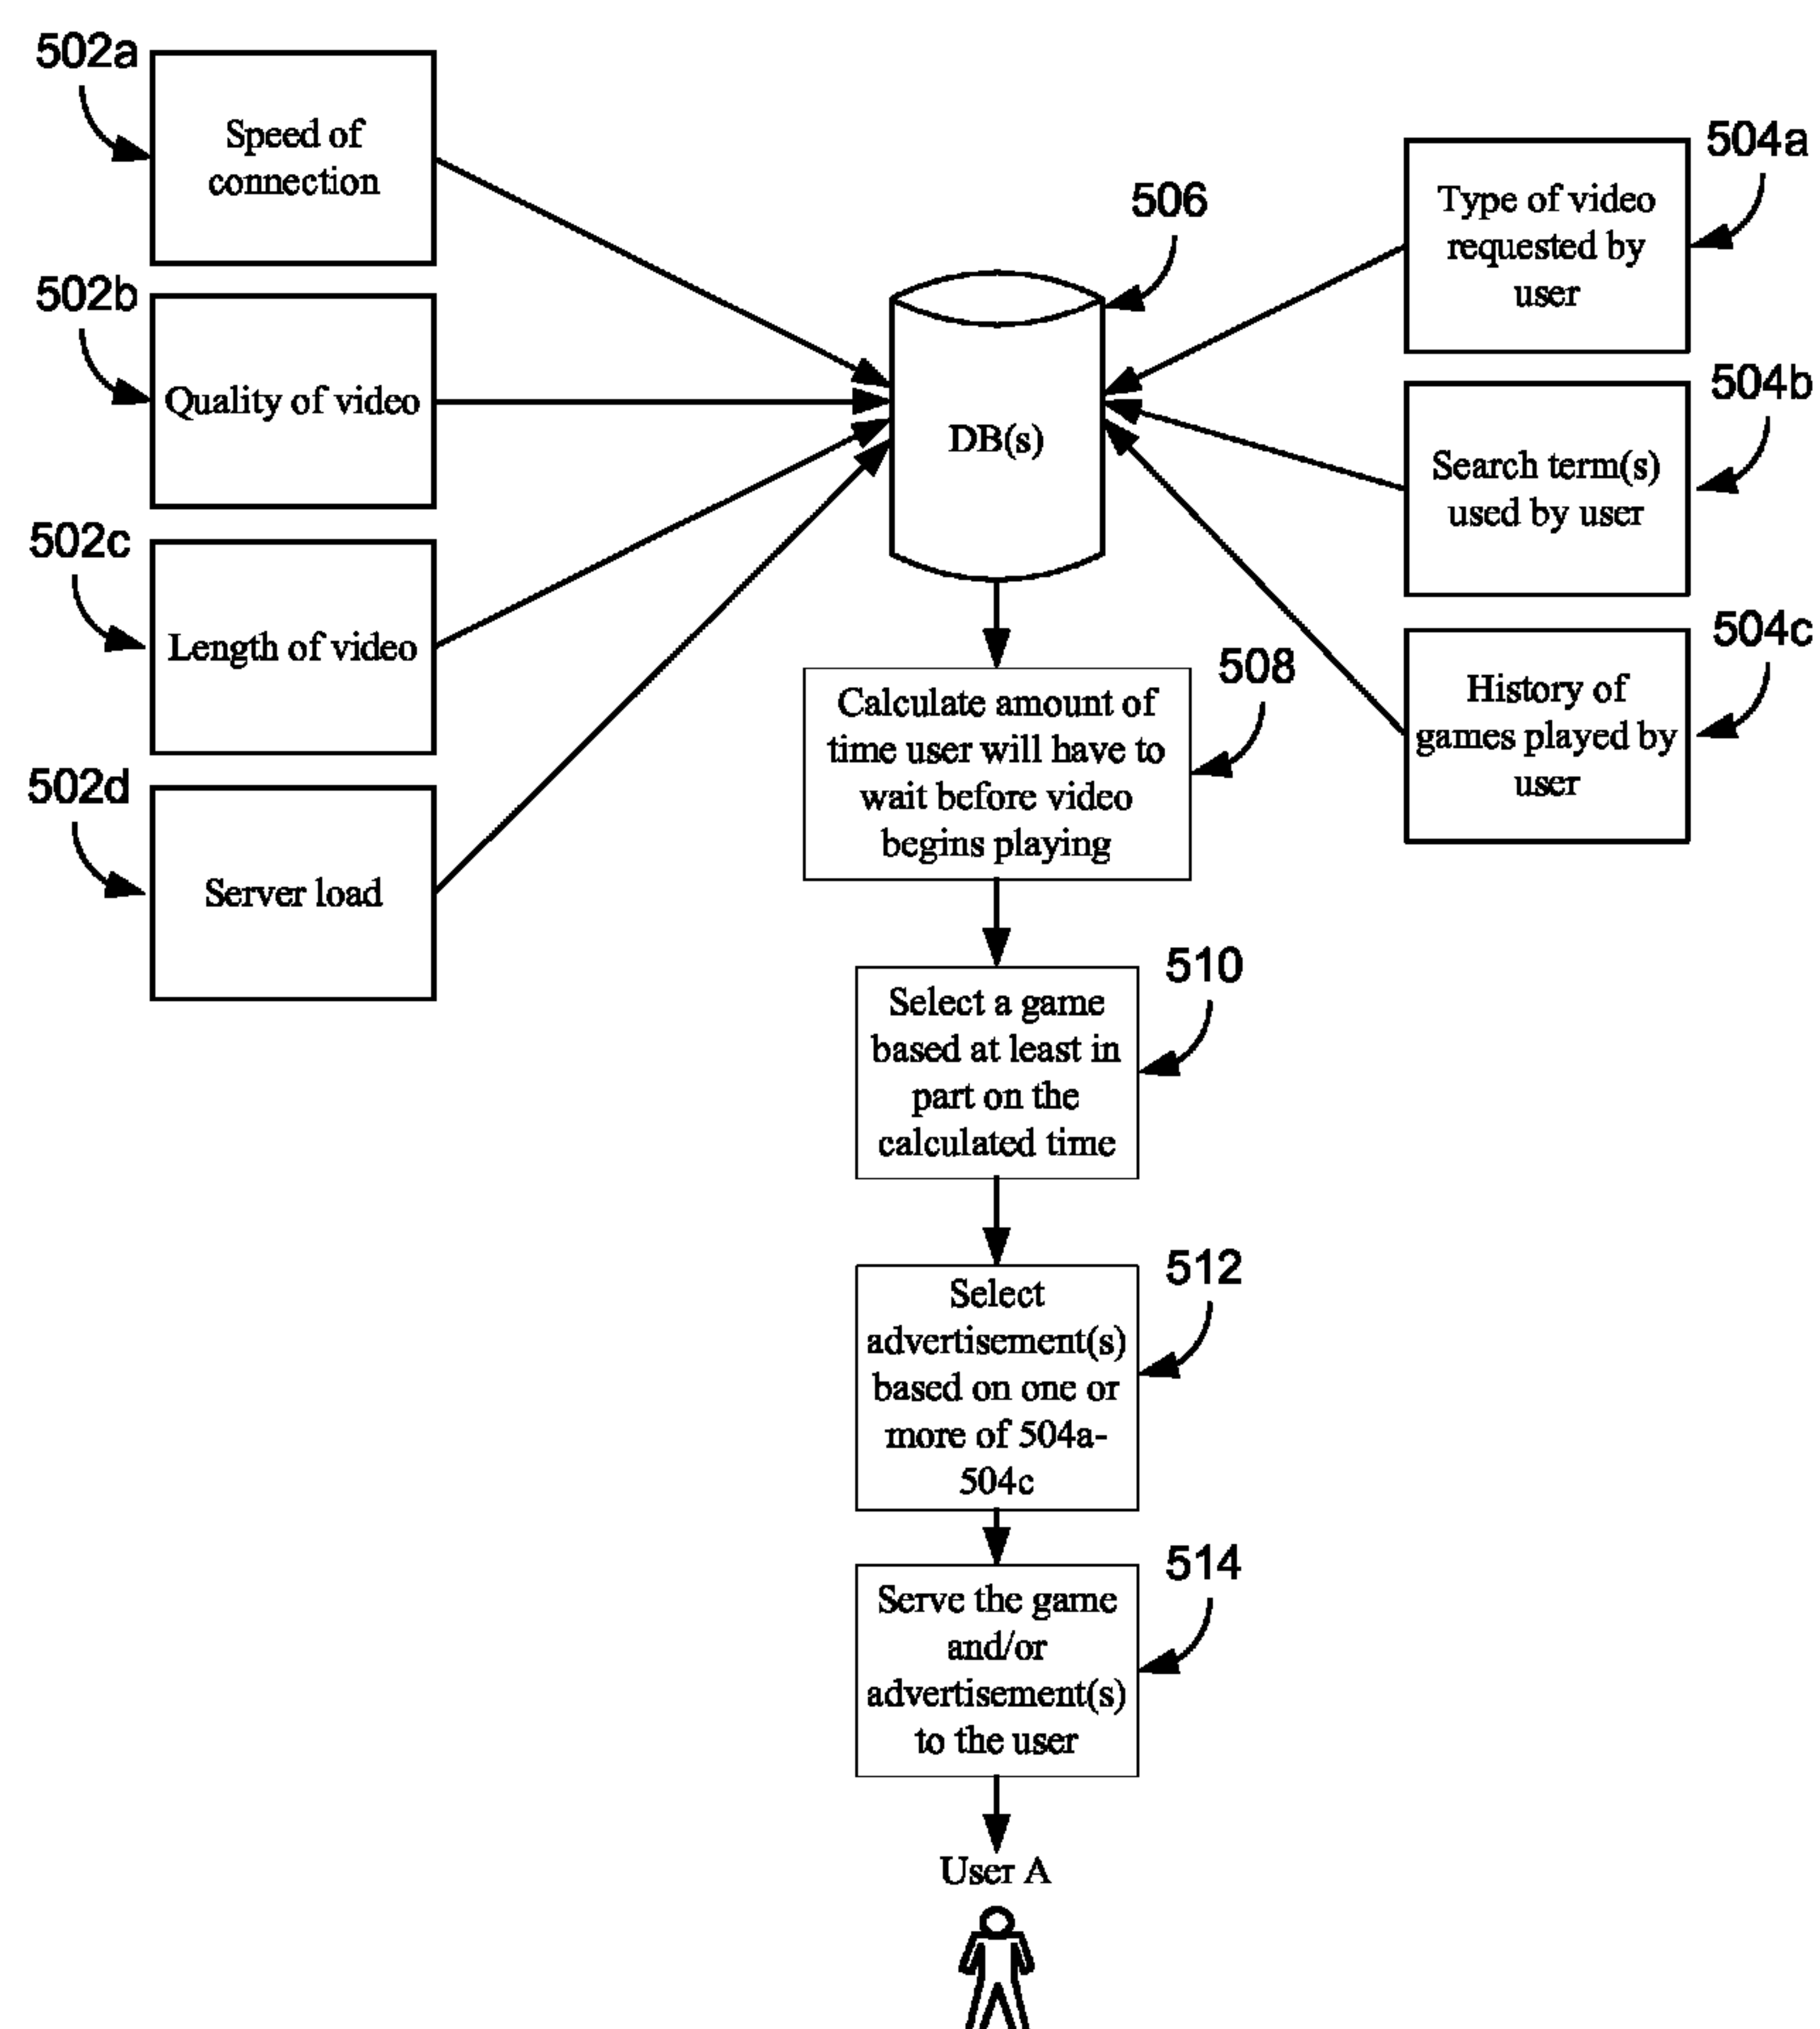 502a
Speed of
connection
502b
Quality of video
502c
Length of video
502d
Server load
506
DB(s)
504a
Type of video
requested by
user
504b
Search term(s)
used by user
504c
History of
games played by
user
508
Calculate amount of
time user will have to
wait before video
begins playing
510
Select a game
based at least in
part on the
calculated time
512
Select
advertisement(s)
based on one or
more of 504a-
504c
514
Serve the game
and/or
advertisement(s)
to the user
User A